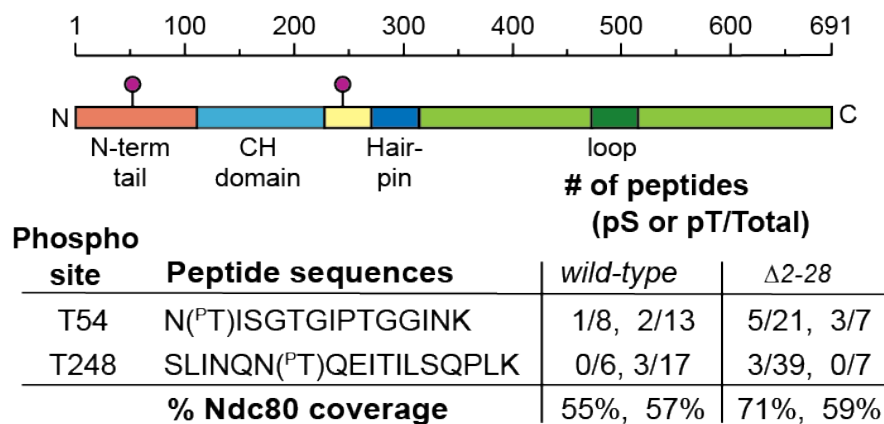 1 100 200 300 400 500 600 691
N C
N-term CH Hair- loop
tail domain pin
# of peptides
(pS or pT/Total)
Phospho
site Peptide sequences wild-type Δ2-28
T54 N(ᴾT)ISGTGIPTGGINK 1/8, 2/13 5/21, 3/7
T248 SLINQN(ᴾT)QEITILSQPLK 0/6, 3/17 3/39, 0/7
% Ndc80 coverage 55%, 57% 71%, 59%